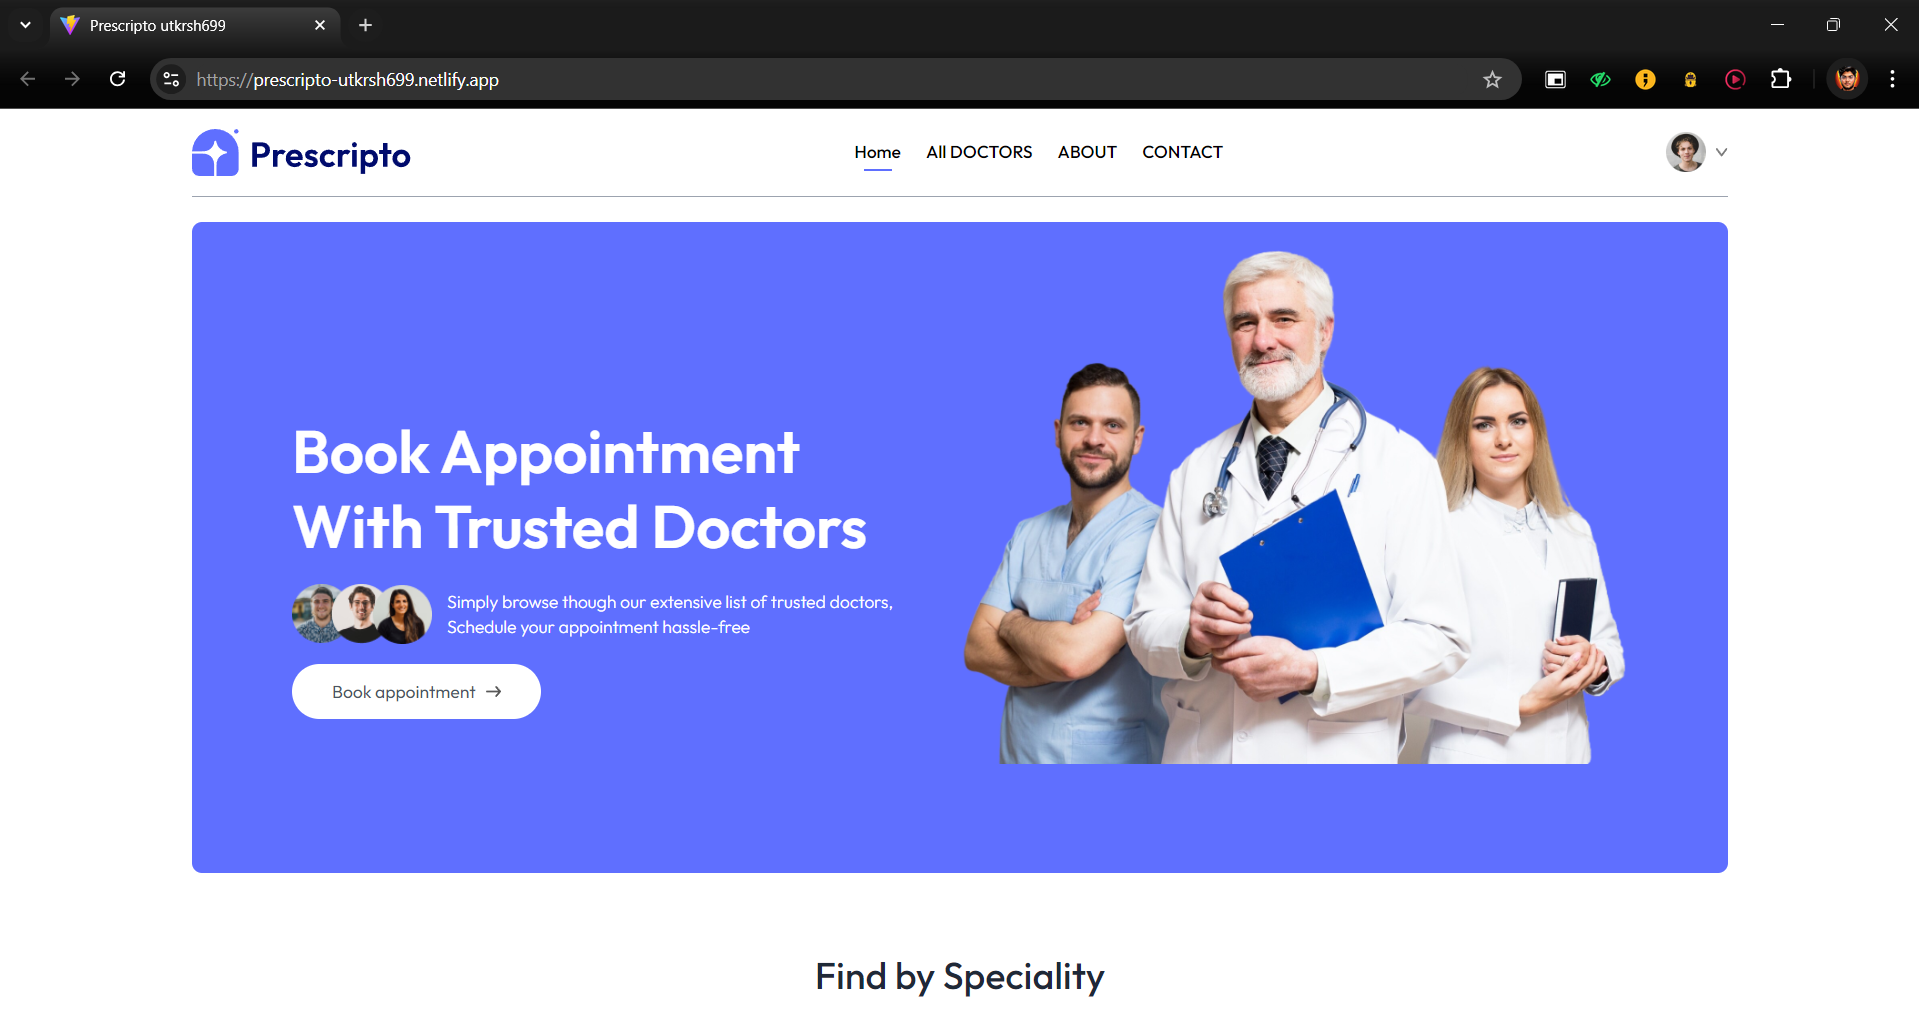 Prescripto utkrsh699
https://prescripto-utkrsh699.netlify.app
Prescripto
Home
All DOCTORS
ABOUT
CONTACT
Book Appointment
With Trusted Doctors
Simply browse though our extensive list of trusted doctors,
Schedule your appointment hassle-free
Book appointment →
Find by Speciality